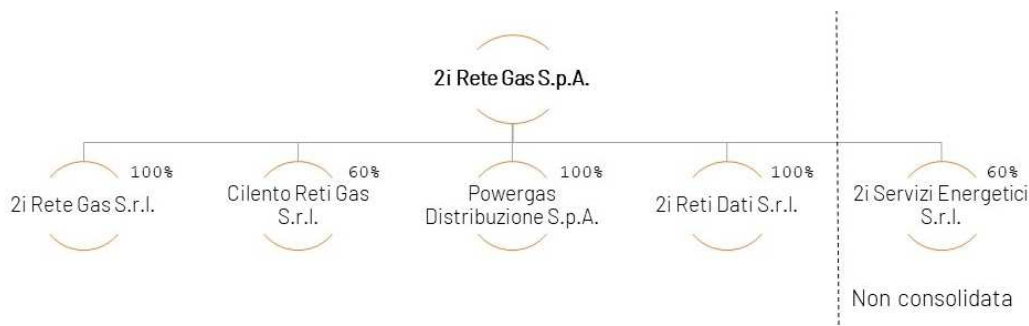 2i Rete Gas S.p.A.
100%
2i Rete Gas S.r.l.
60%
Cilento Reti Gas
S.r.l.
100%
Powergas
Distribuzione S.p.A.
100%
2i Reti Dati S.r.l.
60%
2i Servizi Energetici
S.r.l.
Non consolidata